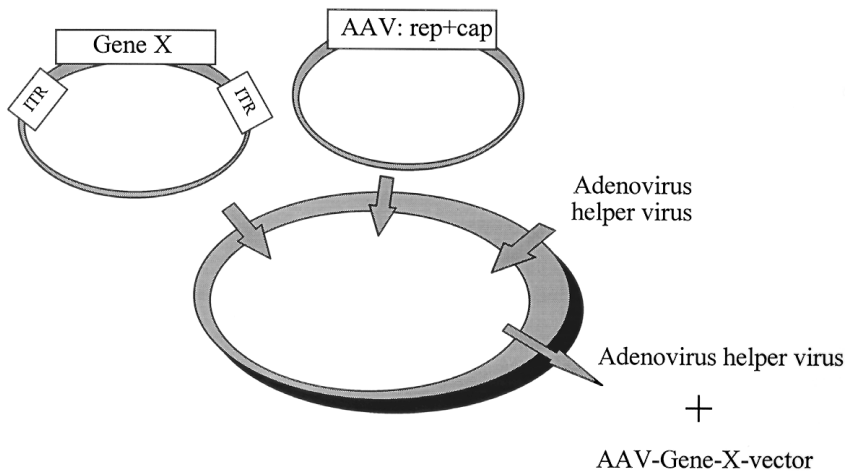 Gene X
ITR
ITR
AAV: rep+cap
Adenovirus
helper virus
Adenovirus helper virus
+
AAV-Gene-X-vector